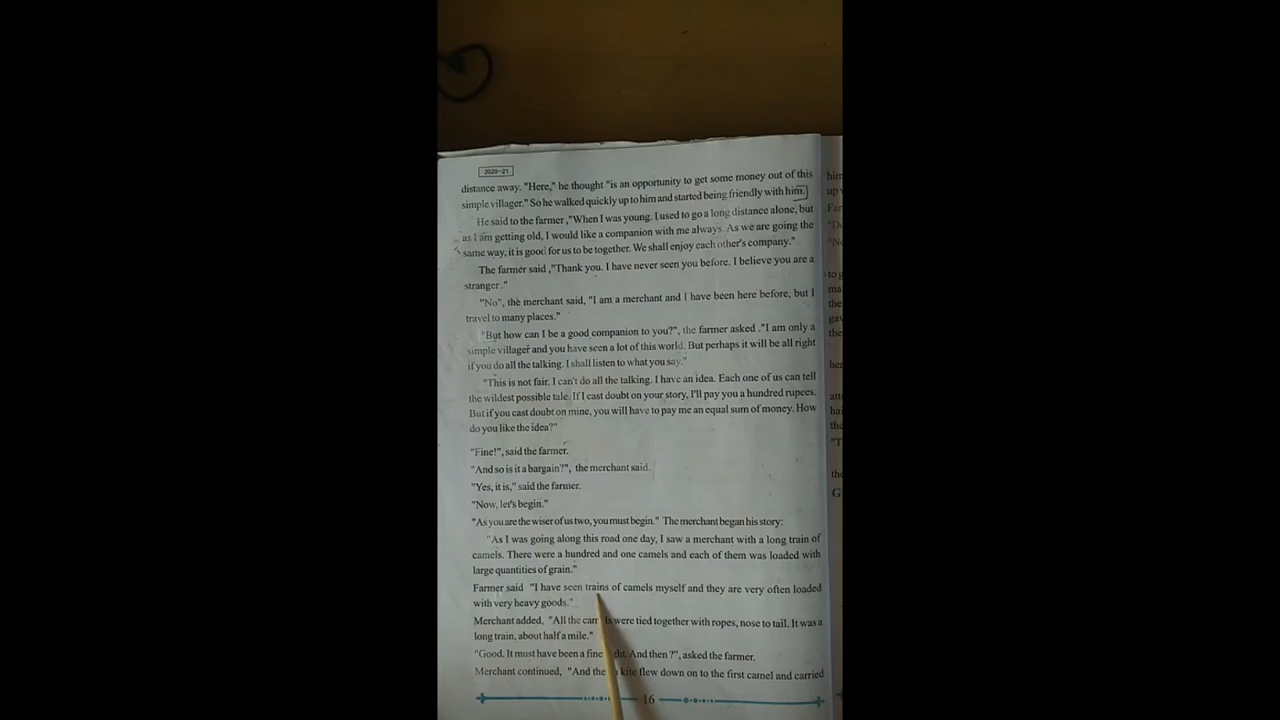 2020-21
distance away. "Here," he thought "is an opportunity to get some money out of this
simple villager." So he walked quickly up to him and started being friendly with him.
He said to the farmer ,"When I was young. I used to go a long distance alone, but
as I am getting old, I would like a companion with me always. As we are going the
same way, it is good for us to be together. We shall enjoy each other's company."
The farmer said ,"Thank you. I have never seen you before. I believe you are a
stranger."
"No", the merchant said, "I am a merchant and I have been here before, but I
travel to many places."
"But how can I be a good companion to you?", the farmer asked ."I am only a
simple villager and you have seen a lot of this world. But perhaps it will be all right
if you do all the talking. I shall listen to what you say."
"This is not fair. I can't do all the talking. I have an idea. Each one of us can tell
the wildest possible tale. If I cast doubt on your story, I'll pay you a hundred rupees.
But if you cast doubt on mine, you will have to pay me an equal sum of money. How
do you like the idea?"
"Fine!", said the farmer.
"And so is it a bargain?", the merchant said.
"Yes, it is," said the farmer.
"Now, let's begin."
"As you are the wiser of us two, you must begin." The merchant began his story:
"As I was going along this road one day, I saw a merchant with a long train of
camels. There were a hundred and one camels and each of them was loaded with
large quantities of grain."
Farmer said "I have seen trains of camels myself and they are very often loaded
with very heavy goods."
Merchant added, "All the were tied together with ropes, nose to tail. It was a
long train, about half a mile."
"Good. It must have been a fine And then ?", asked the farmer.
Merchant continued, "And kite flew down on to the first camel and carried
16
him
up
"Do
"No
to g
ma
the
gav
the
her
att
hai
the
"T
the
G